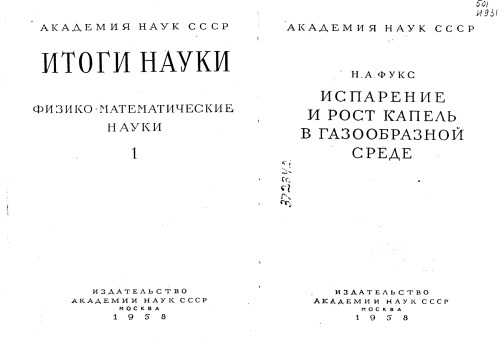 АКАДЕМИЯ НАУК СССР
ИТОГИ НАУКИ
ФИЗИКО-МАТЕМАТИЧЕСКИЕ
НАУКИ
1
ИЗДАТЕЛЬСТВО
АКАДЕМИИ НАУК СССР
МОСКВА
1958
501
И931
АКАДЕМИЯ НАУК СССР
Н.А.ФУКС
ИСПАРЕНИЕ
И РОСТ КАПЕЛЬ
В ГАЗООБРАЗНОЙ
СРЕДЕ
ИЗДАТЕЛЬСТВО
АКАДЕМИИ НАУК СССР
МОСКВА
1958